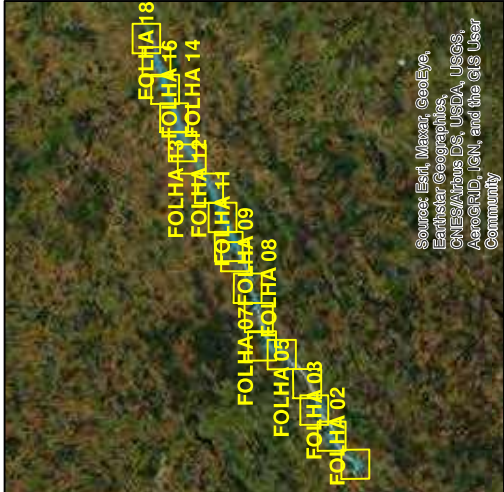 FOLHA 18
FOLHA 16
FOLHA 14
FOLHA 13
FOLHA 12
FOLHA 11
FOLHA 09
FOLHA 08
FOLHA 07
FOLHA 05
FOLHA 03
FOLHA 02
Source: Esri, Maxar, GeoEye,
Earthstar Geographics,
CNES/Airbus DS, USDA, USGS,
AeroGRID, IGN, and the GIS User
Community